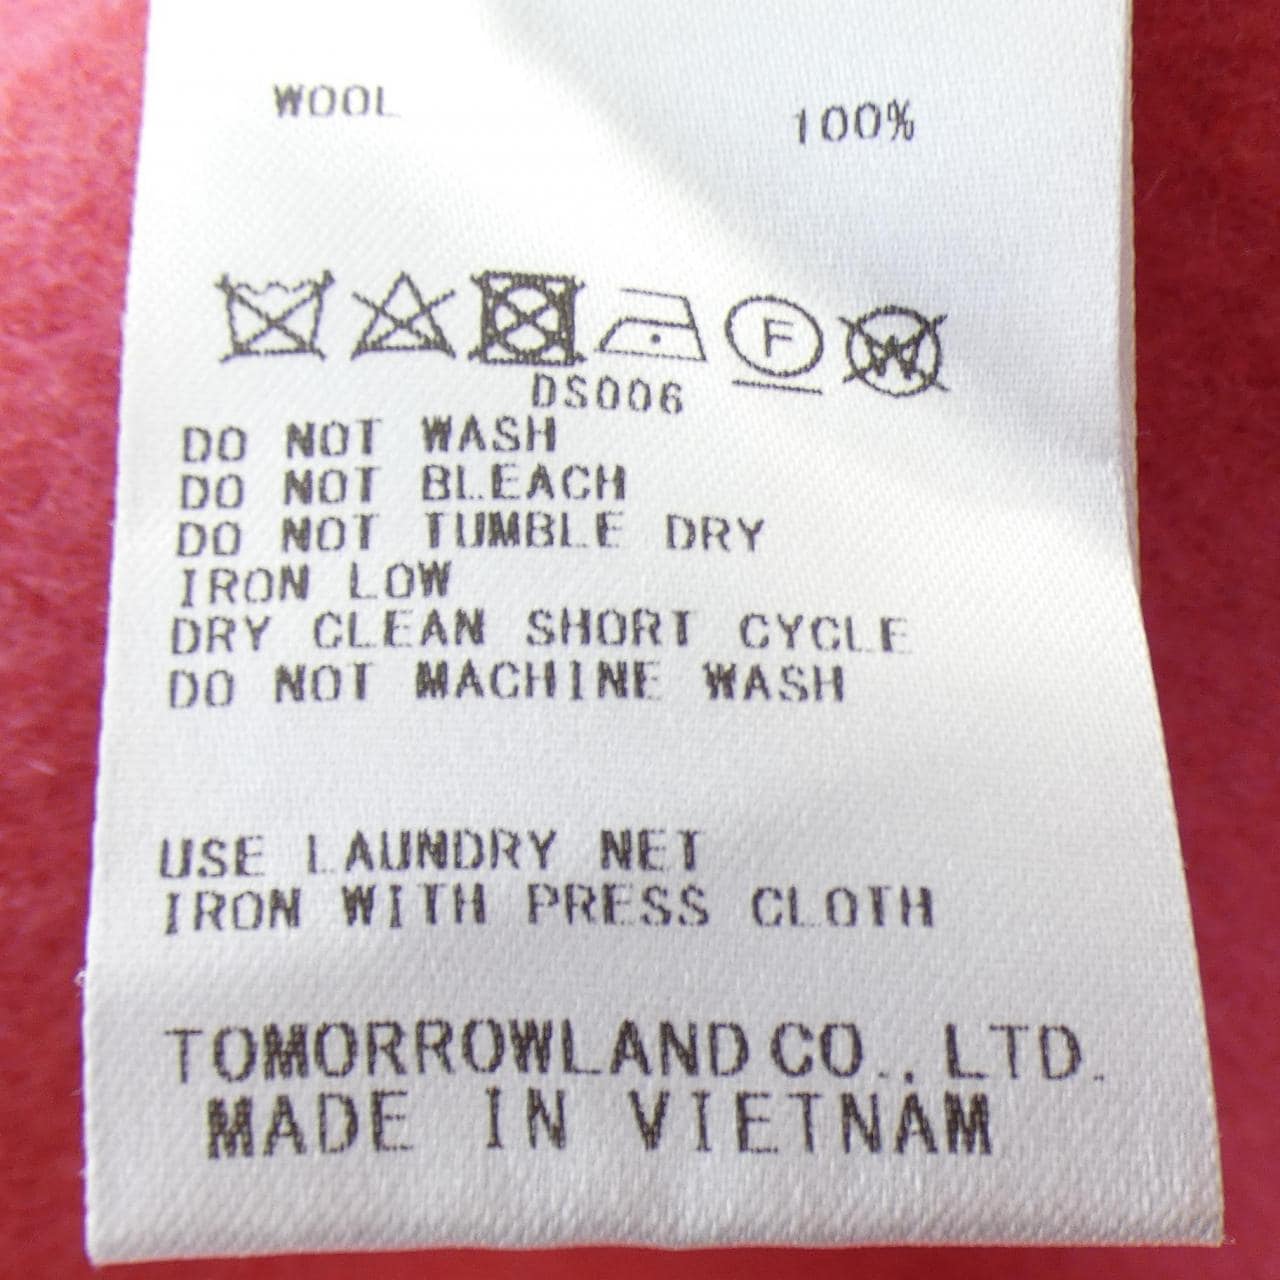 WOOL 100%
F W
DS006
DO NOT WASH
DO NOT BLEACH
DO NOT TUMBLE DRY
IRON LOW
DRY CLEAN SHORT CYCLE
DO NOT MACHINE WASH
USE LAUNDRY NET
IRON WITH PRESS CLOTH
TOMORROWLAND CO., LTD.
MADE IN VIETNAM